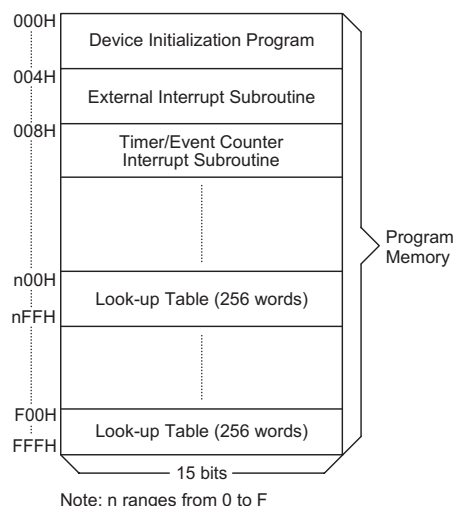 000H
Device Initialization Program
004H
External Interrupt Subroutine
008H
Timer/Event Counter
Interrupt Subroutine
Program
Memory
n00H
Look-up Table (256 words)
nFFH
F00H
Look-up Table (256 words)
FFFH
15 bits
Note: n ranges from 0 to F